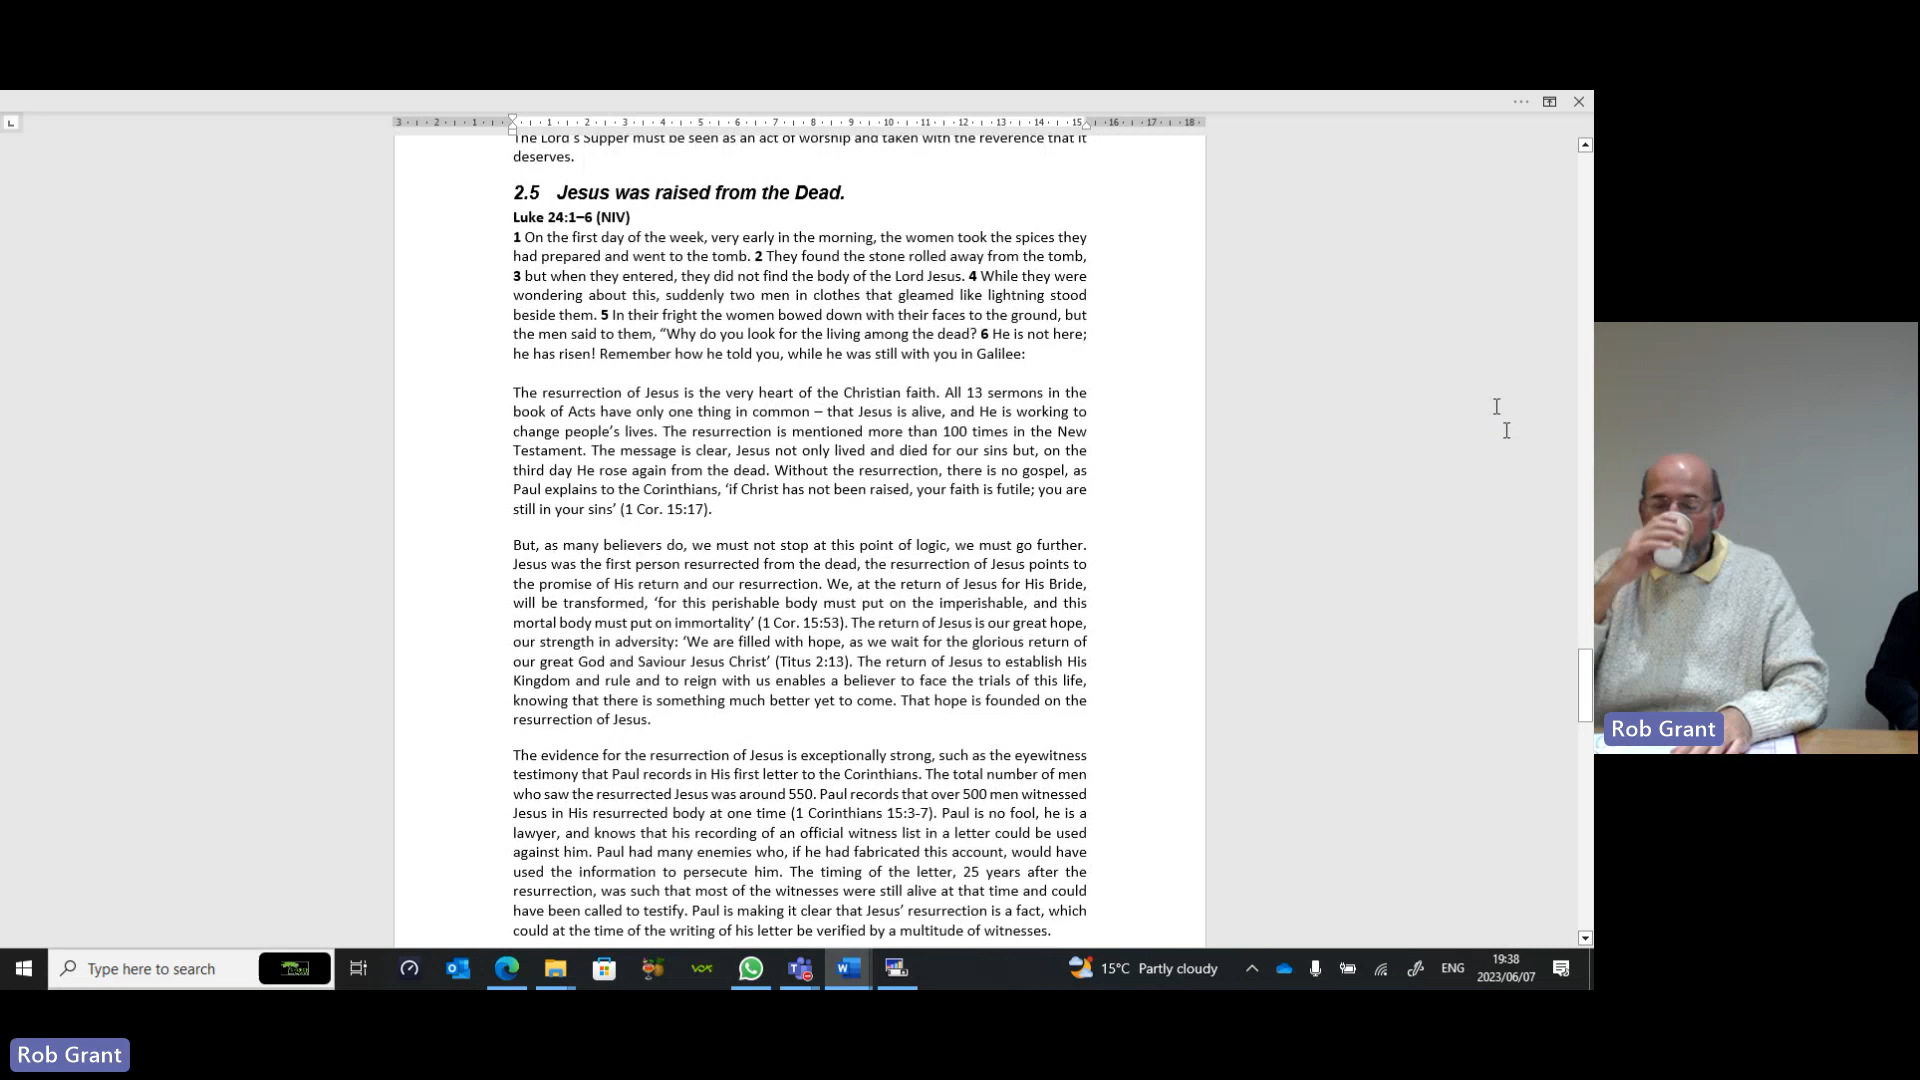 3 2 1 1 2 3 4 5 6 7 8 9 10 11 12 13 14 15 16 17 18
The Lord's Supper must be seen as an act of worship and taken with the reverence that it
deserves.
2.5 Jesus was raised from the Dead.
Luke 24:1–6 (NIV)
1 On the first day of the week, very early in the morning, the women took the spices they
had prepared and went to the tomb. 2 They found the stone rolled away from the tomb,
3 but when they entered, they did not find the body of the Lord Jesus. 4 While they were
wondering about this, suddenly two men in clothes that gleamed like lightning stood
beside them. 5 In their fright the women bowed down with their faces to the ground, but
the men said to them, “Why do you look for the living among the dead? 6 He is not here;
he has risen! Remember how he told you, while he was still with you in Galilee:
The resurrection of Jesus is the very heart of the Christian faith. All 13 sermons in the
book of Acts have only one thing in common – that Jesus is alive, and He is working to
change people’s lives. The resurrection is mentioned more than 100 times in the New
Testament. The message is clear, Jesus not only lived and died for our sins but, on the
third day He rose again from the dead. Without the resurrection, there is no gospel, as
Paul explains to the Corinthians, ‘if Christ has not been raised, your faith is futile; you are
still in your sins’ (1 Cor. 15:17).
But, as many believers do, we must not stop at this point of logic, we must go further.
Jesus was the first person resurrected from the dead, the resurrection of Jesus points to
the promise of His return and our resurrection. We, at the return of Jesus for His Bride,
will be transformed, ‘for this perishable body must put on the imperishable, and this
mortal body must put on immortality’ (1 Cor. 15:53). The return of Jesus is our great hope,
our strength in adversity: ‘We are filled with hope, as we wait for the glorious return of
our great God and Saviour Jesus Christ’ (Titus 2:13). The return of Jesus to establish His
Kingdom and rule and to reign with us enables a believer to face the trials of this life,
knowing that there is something much better yet to come. That hope is founded on the
resurrection of Jesus.
The evidence for the resurrection of Jesus is exceptionally strong, such as the eyewitness
testimony that Paul records in His first letter to the Corinthians. The total number of men
who saw the resurrected Jesus was around 550. Paul records that over 500 men witnessed
Jesus in His resurrected body at one time (1 Corinthians 15:3-7). Paul is no fool, he is a
lawyer, and knows that his recording of an official witness list in a letter could be used
against him. Paul had many enemies who, if he had fabricated this account, would have
used the information to persecute him. The timing of the letter, 25 years after the
resurrection, was such that most of the witnesses were still alive at that time and could
have been called to testify. Paul is making it clear that Jesus’ resurrection is a fact, which
could at the time of the writing of his letter be verified by a multitude of witnesses.
Rob Grant
Type here to search
VOX
15°C Partly cloudy
ENG
19:38
2023/06/07
Rob Grant